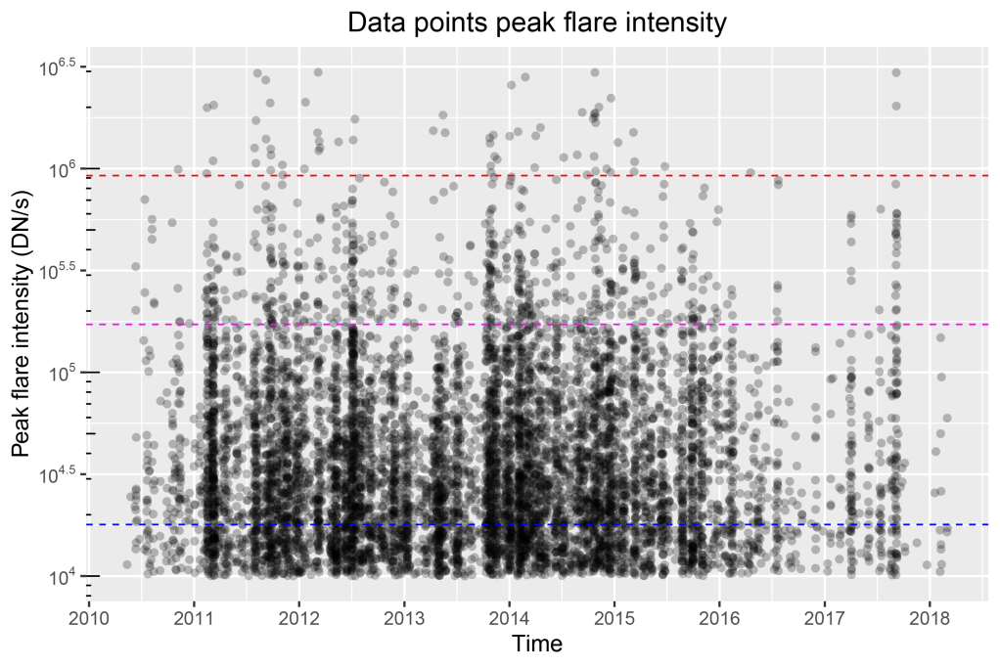 Data points peak flare intensity
Peak flare intensity (DN/s)
10^6.5
10^6
10^5.5
10^5
10^4.5
10^4
2010 2011 2012 2013 2014 2015 2016 2017 2018
Time